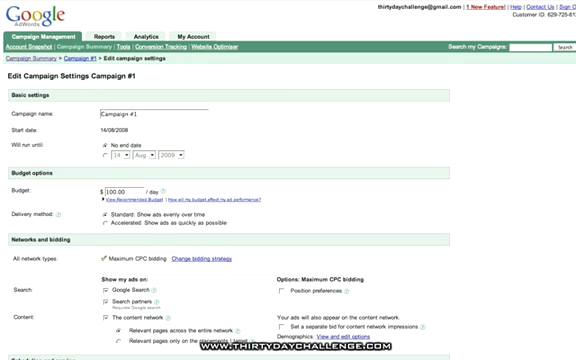 thirtydaychallenge@gmail.com | 1 New Feature! | Help | Contact Us | Sign
Google
AdWords
Customer ID: 629-725-6
Campaign Management Reports Analytics My Account
Account Snapshot | Campaign Summary | Tools | Conversion Tracking | Website Optimiser
Search my Campaigns: Search
Campaign Summary > Campaign #1 > Edit campaign settings
Edit Campaign Settings Campaign #1
Basic settings
Campaign name: Campaign #1
Start date: 14/08/2008
Will run until: No end date
14 Aug 2009
Budget options
Budget: $ 100.00 / day ?
View Recommended Budget | How will my budget affect my ad performance?
Delivery method: ? Standard: Show ads evenly over time
Accelerated: Show ads as quickly as possible
Networks and bidding
All network types: Maximum CPC bidding Change bidding strategy
Show my ads on: Options: Maximum CPC bidding
Search: Google Search ? Position preferences ?
Search partners ?
Requires Google search
Content: The content network ? Your ads will also appear on the content network.
Relevant pages across the entire network ? Set a separate bid for content network impressions ?
Demographics: View and edit options
Relevant pages only on the placements I target
WWW.THIRTYDAYCHALLENGE.COM